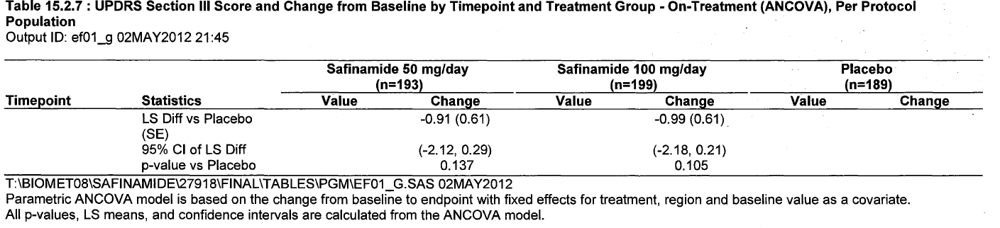 Table 15.2.7 : UPDRS Section III Score and Change from Baseline by Timepoint and Treatment Group - On-Treatment (ANCOVA), Per Protocol
Population
Output ID: ef01_g 02MAY2012 21:45
Safinamide 50 mg/day Safinamide 100 mg/day Placebo
(n=193) (n=199) (n=189)
Timepoint Statistics Value Change Value Change Value Change
LS Diff vs Placebo -0.91 (0.61) -0.99 (0.61)
(SE)
95% CI of LS Diff (-2.12, 0.29) (-2.18, 0.21)
p-value vs Placebo 0.137 0.105
T:\BIOMET08\SAFINAMIDE\27918\FINAL\TABLES\PGM\EF01_G.SAS 02MAY2012
Parametric ANCOVA model is based on the change from baseline to endpoint with fixed effects for treatment, region and baseline value as a covariate.
All p-values, LS means, and confidence intervals are calculated from the ANCOVA model.